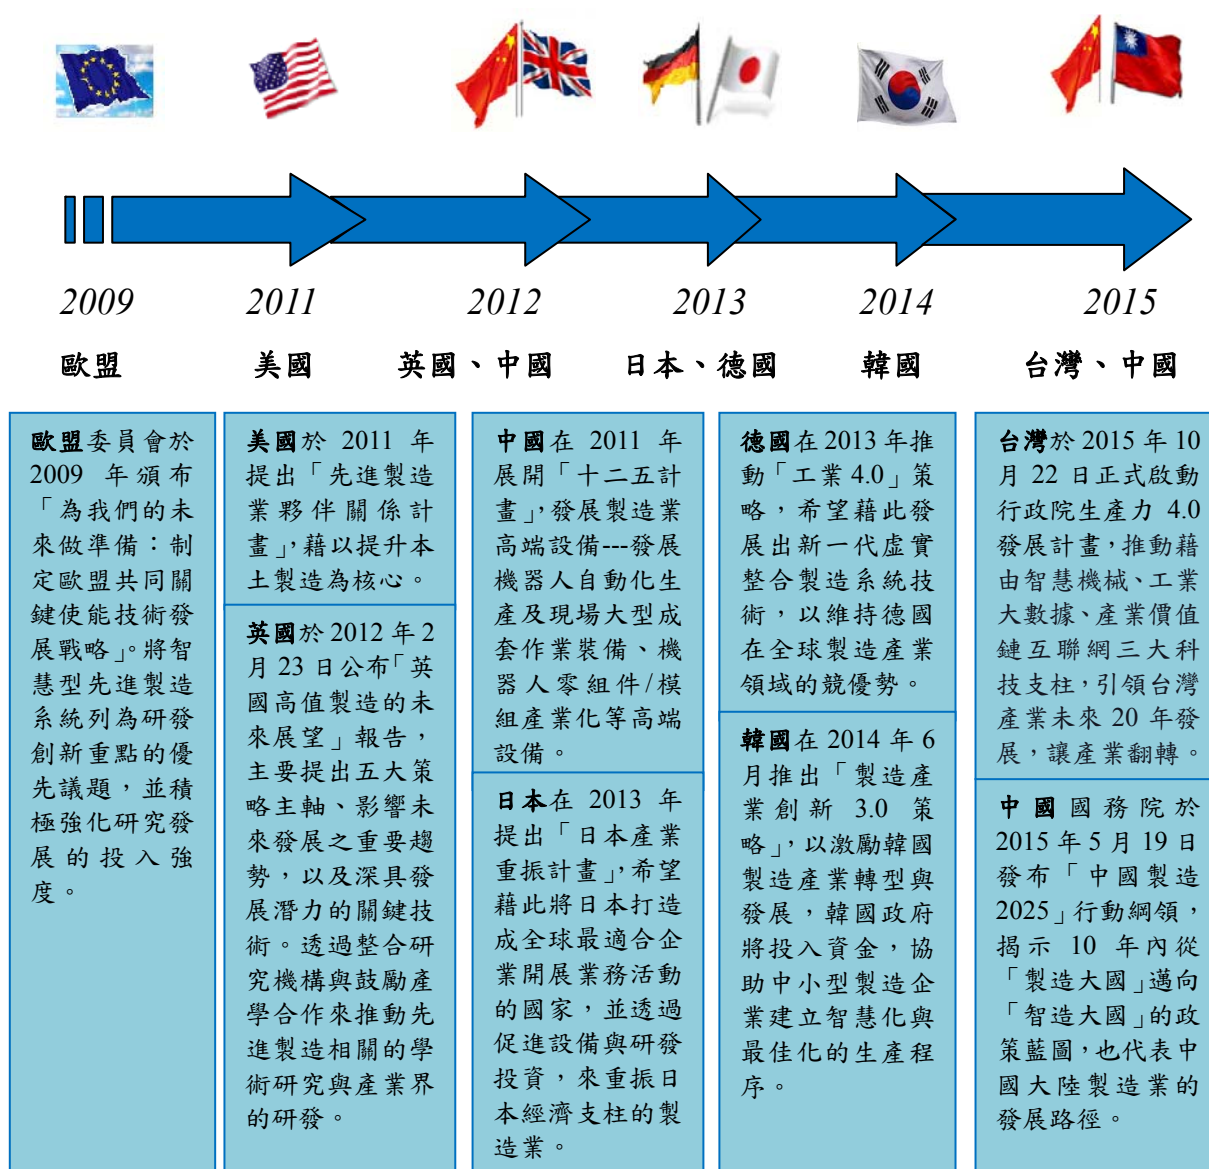 2009
2011
2012
2013
2014
2015
歐盟
美國
英國、中國
日本、德國
韓國
台灣、中國
歐盟委員會於
2009 年頒布
「為我們的未
來做準備：制
定歐盟共同關
鍵使能技術發
展戰略」。將智
慧型先進製造
系統列為研發
創新重點的優
先議題，並積
極強化研究發
展的投入強
度。
美國於 2011 年
提出「先進製造
業夥伴關係計
畫」，藉以提升本
土製造為核心。
英國於 2012 年 2
月 23 日公布「英
國高值製造的未
來展望」報告，
主要提出五大策
略主軸、影響未
來發展之重要趨
勢，以及深具發
展潛力的關鍵技
術。透過整合研
究機構與鼓勵產
學合作來推動先
進製造相關的學
術研究與產業界
的研發。
中國在 2011 年
展開「十二五計
畫」，發展製造業
高端設備---發展
機器人自動化生
產及現場大型成
套作業裝備、機
器人零組件/模
組產業化等高端
設備。
日本在 2013 年
提出「日本產業
重振計畫」，希望
藉此將日本打造
成全球最適合企
業開展業務活動
的國家，並透過
促進設備與研發
投資，來重振日
本經濟支柱的製
造業。
德國在 2013 年推
動「工業 4.0」策
略，希望藉此發
展出新一代虛實
整合製造系統技
術，以維持德國
在全球製造產業
領域的競優勢。
韓國在 2014 年 6
月推出「製造產
業創新 3.0 策
略」，以激勵韓國
製造產業轉型與
發展，韓國政府
將投入資金，協
助中小型製造企
業建立智慧化與
最佳化的生產程
序。
台灣於 2015 年 10
月 22 日正式啟動
行政院生產力 4.0
發展計畫，推動藉
由智慧機械、工業
大數據、產業價值
鏈互聯網三大科
技支柱，引領台灣
產業未來 20 年發
展，讓產業翻轉。
中國國務院於
2015 年 5 月 19 日
發布「中國製造
2025」行動綱領，
揭示 10 年內從
「製造大國」邁向
「智造大國」的政
策藍圖，也代表中
國大陸製造業的
發展路徑。